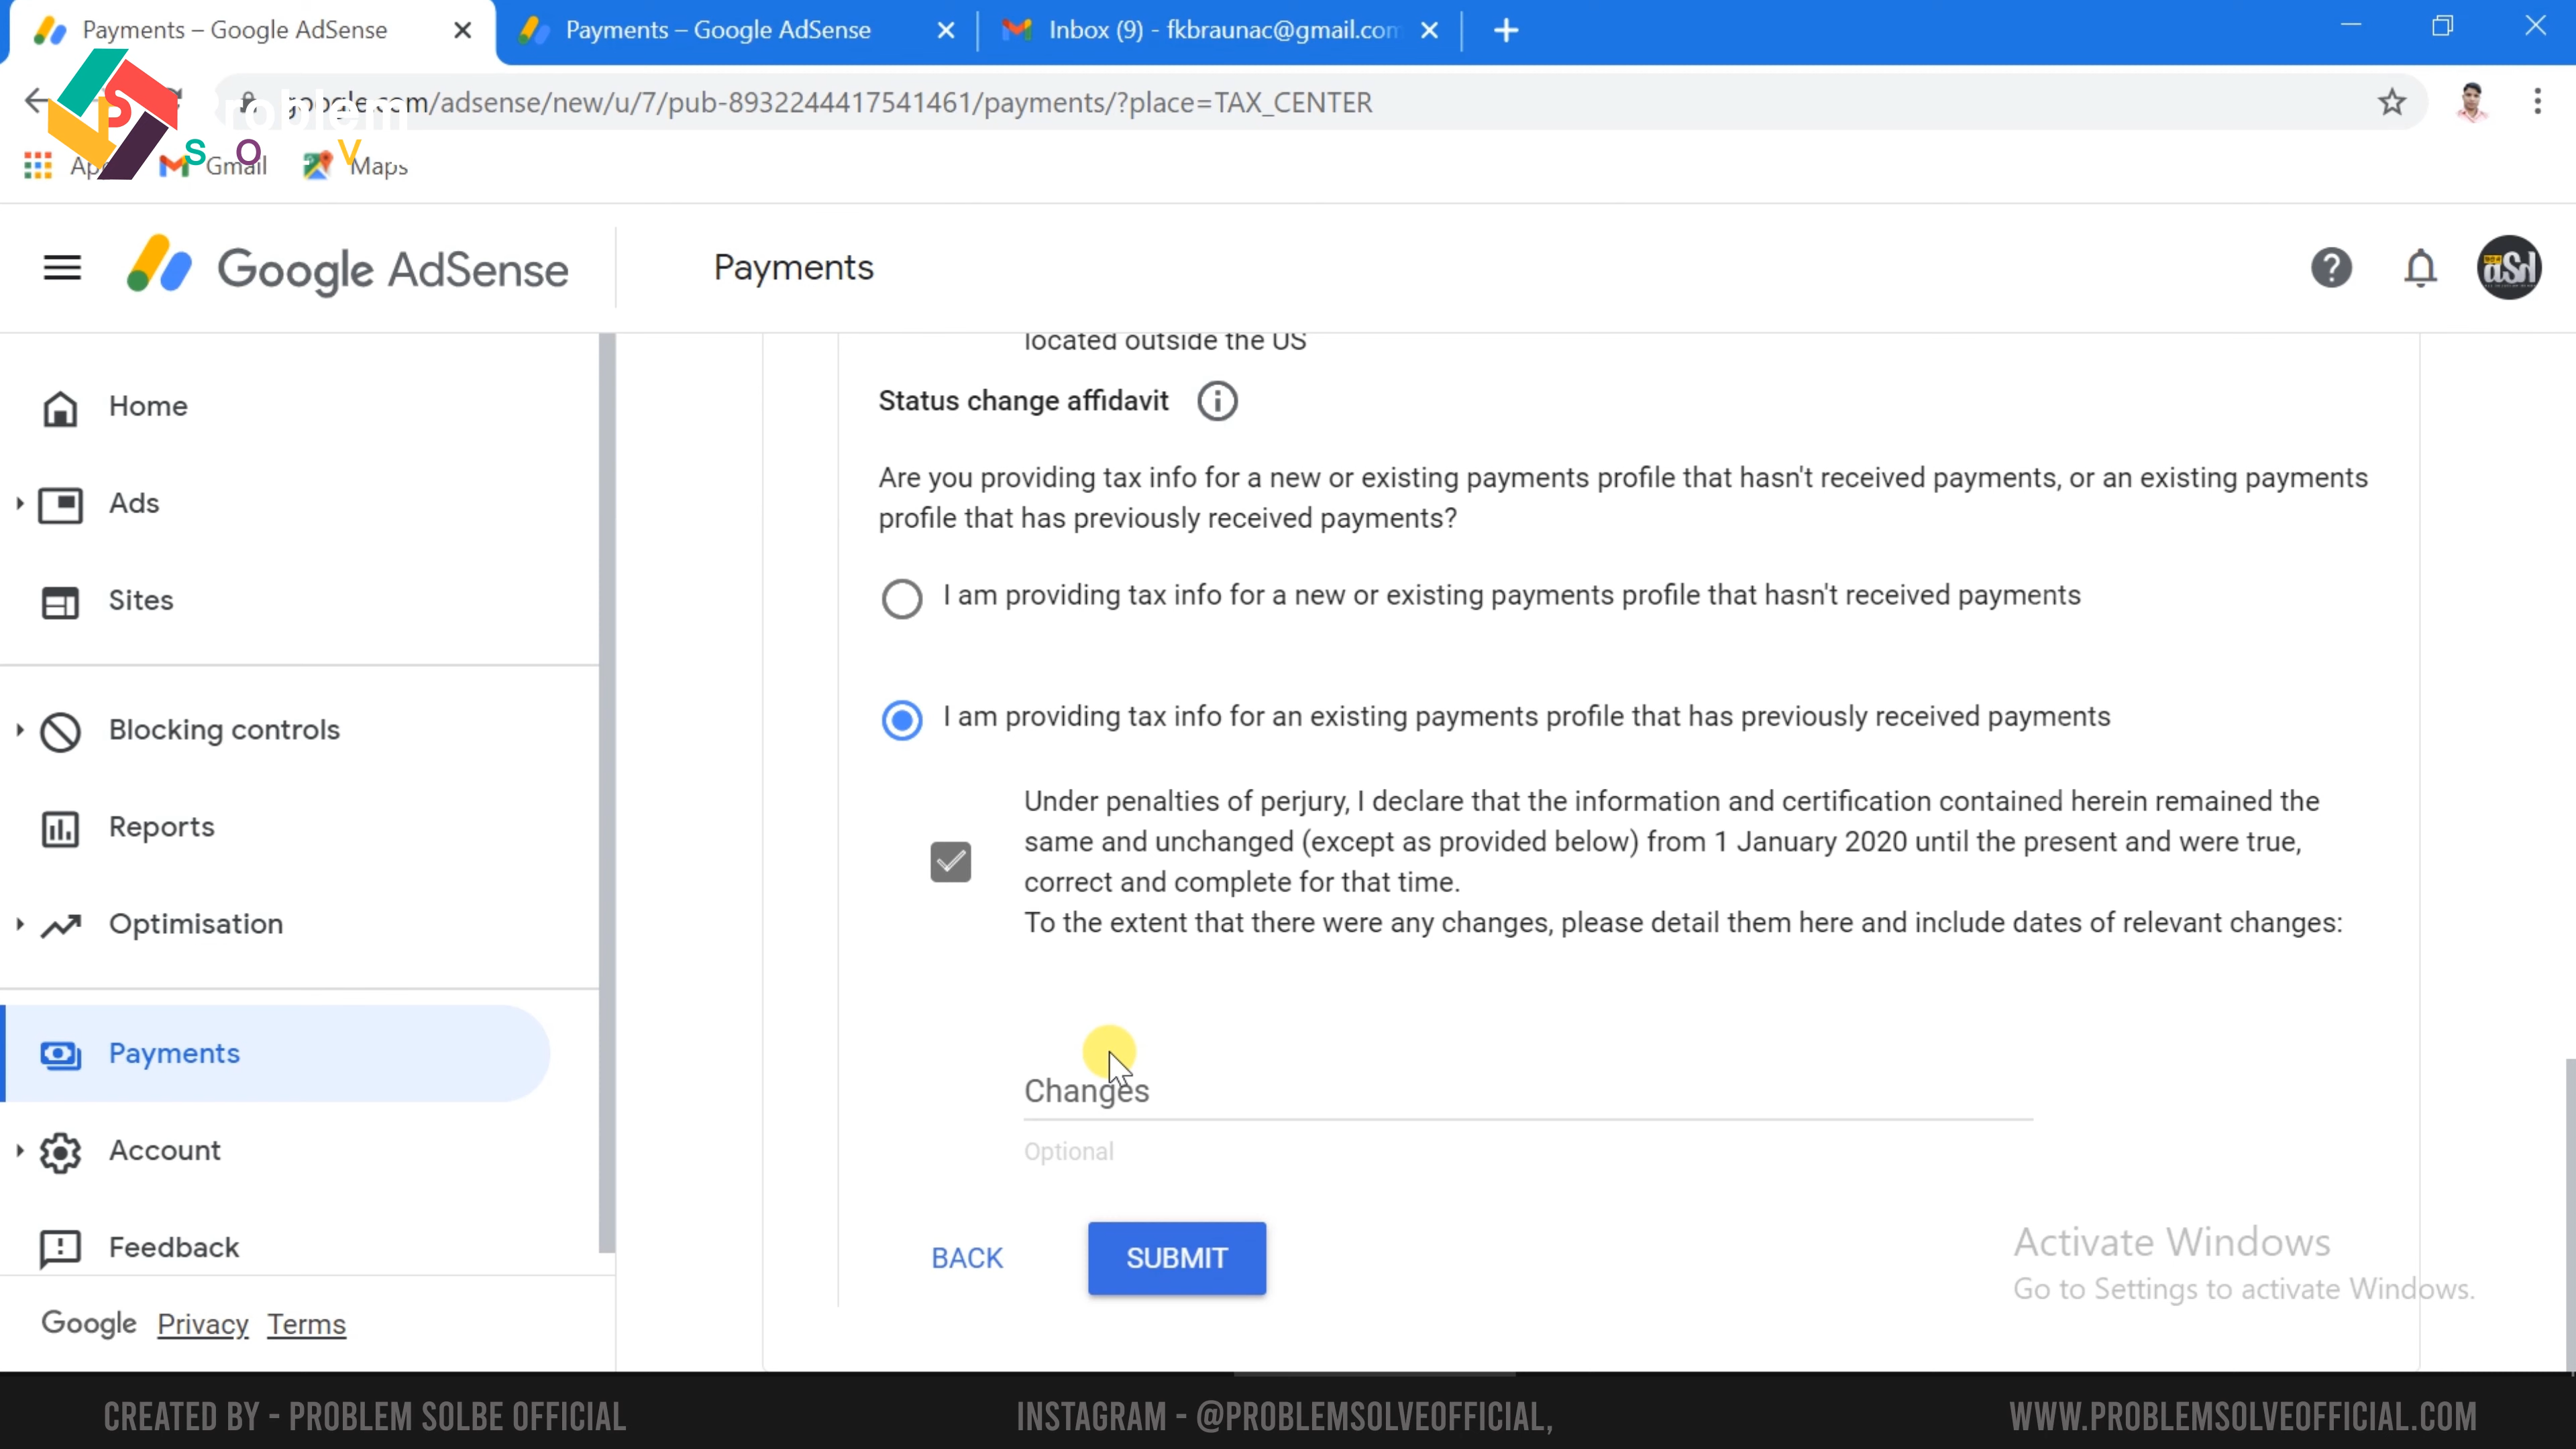 Payments – Google AdSense
Payments – Google AdSense
Inbox (9) - fkbraunac@gmail.com
google.com/adsense/new/u/7/pub-8932244417541461/payments/?place=TAX_CENTER
Problem
S O V
Gmail
Maps
Google AdSense
Payments
Home
Ads
Sites
Blocking controls
Reports
Optimisation
Payments
Account
Feedback
Google Privacy Terms
located outside the US
Status change affidavit
Are you providing tax info for a new or existing payments profile that hasn't received payments, or an existing payments
profile that has previously received payments?
I am providing tax info for a new or existing payments profile that hasn't received payments
I am providing tax info for an existing payments profile that has previously received payments
Under penalties of perjury, I declare that the information and certification contained herein remained the
same and unchanged (except as provided below) from 1 January 2020 until the present and were true,
correct and complete for that time.
To the extent that there were any changes, please detail them here and include dates of relevant changes:
Changes
Optional
BACK
SUBMIT
Activate Windows
Go to Settings to activate Windows.
CREATED BY - PROBLEM SOLBE OFFICIAL
INSTAGRAM - @PROBLEMSOLVEOFFICIAL,
WWW.PROBLEMSOLVEOFFICIAL.COM